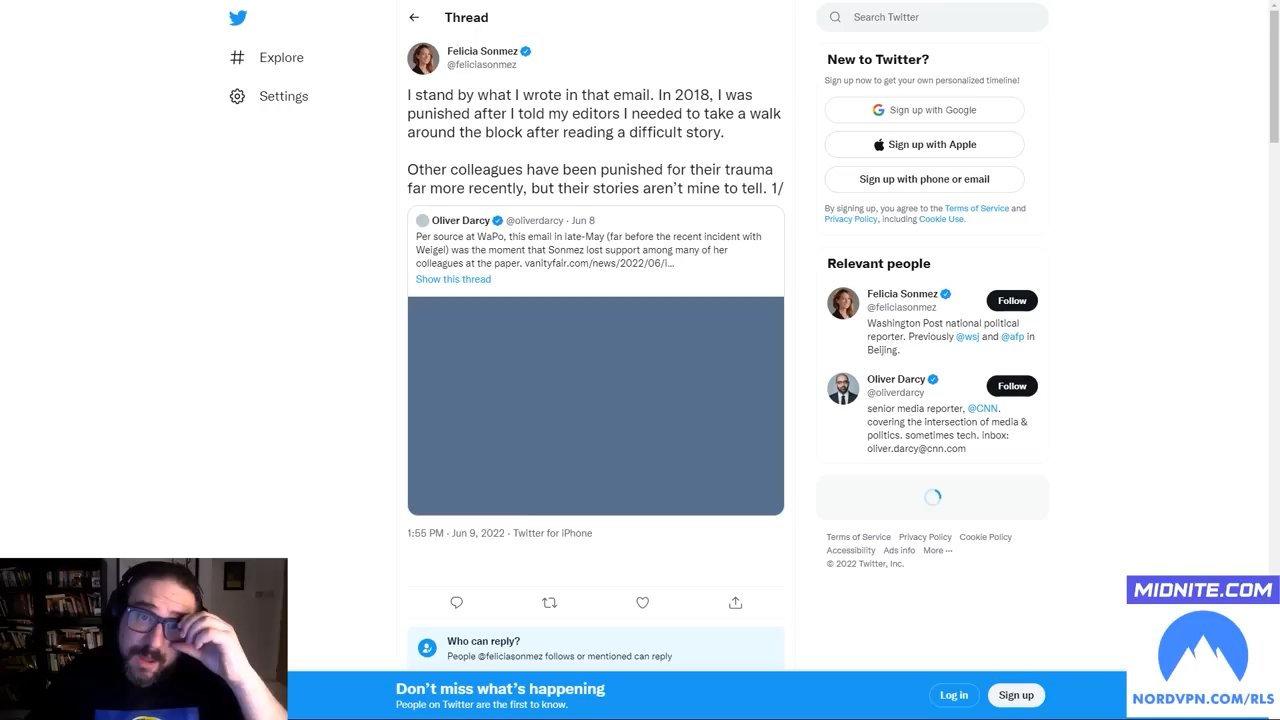 Explore
Settings
Thread
Felicia Sonmez
@feliciasonmez
I stand by what I wrote in that email. In 2018, I was
punished after I told my editors I needed to take a walk
around the block after reading a difficult story.
Other colleagues have been punished for their trauma
far more recently, but their stories aren’t mine to tell. 1/
Oliver Darcy @oliverdarcy · Jun 8
Per source at WaPo, this email in late-May (far before the recent incident with
Weigel) was the moment that Sonmez lost support among many of her
colleagues at the paper. vanityfair.com/news/2022/06/i…
Show this thread
1:55 PM · Jun 9, 2022 · Twitter for iPhone
Who can reply?
People @feliciasonmez follows or mentioned can reply
Search Twitter
New to Twitter?
Sign up now to get your own personalized timeline!
Sign up with Google
Sign up with Apple
Sign up with phone or email
By signing up, you agree to the Terms of Service and
Privacy Policy, including Cookie Use.
Relevant people
Felicia Sonmez
@feliciasonmez
Follow
Washington Post national political
reporter. Previously @wsj and @afp in
Beijing.
Oliver Darcy
@oliverdarcy
Follow
senior media reporter, @CNN.
covering the intersection of media &
politics. sometimes tech. inbox:
oliver.darcy@cnn.com
Terms of Service Privacy Policy Cookie Policy
Accessibility Ads info More ···
© 2022 Twitter, Inc.
Don’t miss what’s happening
People on Twitter are the first to know.
Log in
Sign up
MIDNITE.COM
NORDVPN.COM/RLS